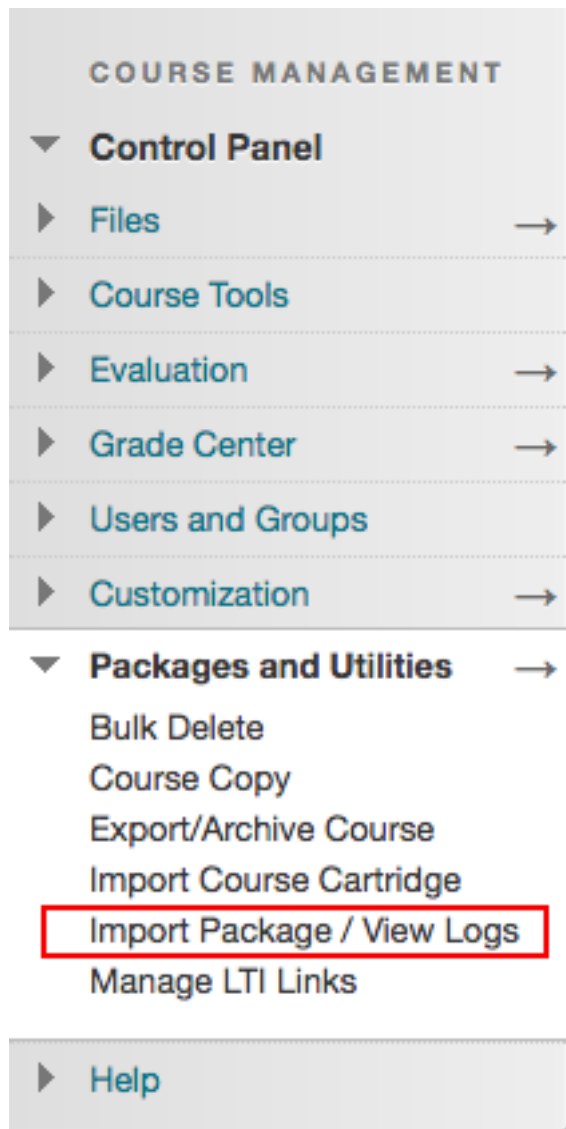 COURSE MANAGEMENT
Control Panel
Files
Course Tools
Evaluation
Grade Center
Users and Groups
Customization
Packages and Utilities
Bulk Delete
Course Copy
Export/Archive Course
Import Course Cartridge
Import Package / View Logs
Manage LTI Links
Help